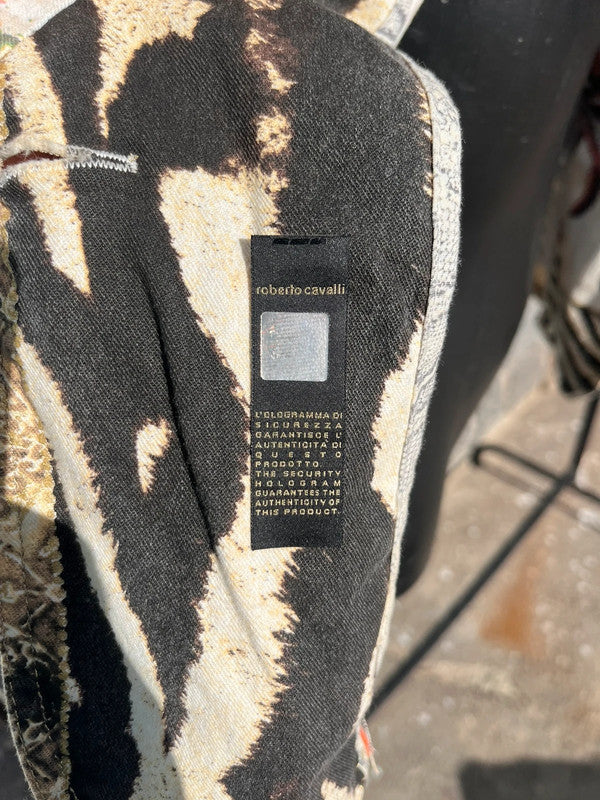 roberto cavalli
L'OLOGRAMMA DI
SICUREZZA
GARANTISCE L'
AUTENTICITÀ DI
QUESTO
PRODOTTO.
THE SECURITY
HOLOGRAM
GUARANTEES THE
AUTHENTICITY OF
THIS PRODUCT.